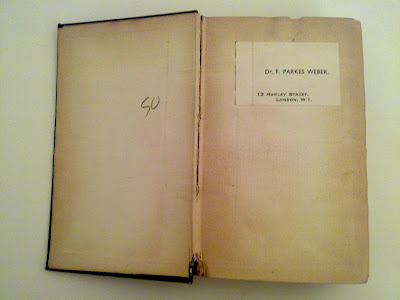 50
Dr. F. PARKES WEBER.
13 HARLEY STREET,
LONDON, W. 1.